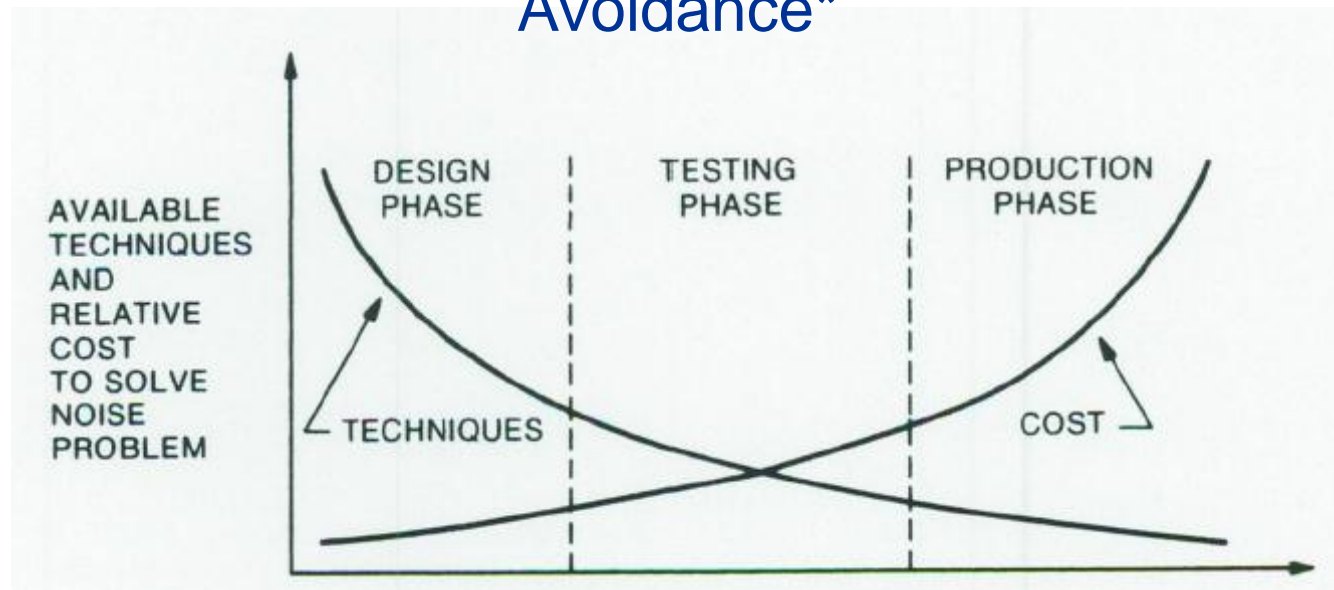 Avoidance*
DESIGN
PHASE
TESTING
PHASE
PRODUCTION
PHASE
AVAILABLE
TECHNIQUES
AND
RELATIVE
COST
TO SOLVE
NOISE
PROBLEM
TECHNIQUES
COST